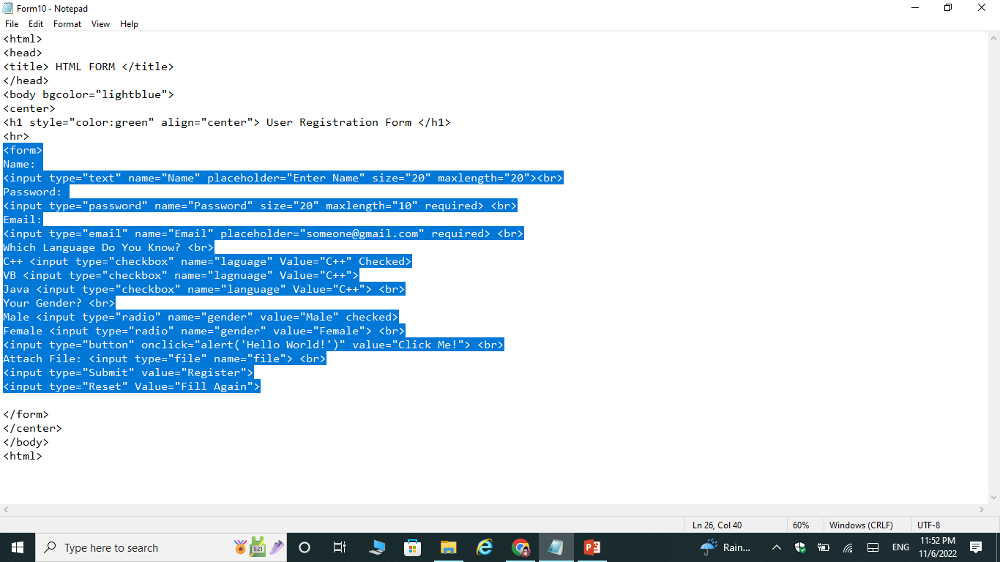 Form10 - Notepad
File Edit Format View Help
<html>
<head>
<title> HTML FORM </title>
</head>
<body bgcolor="lightblue">
<center>
<h1 style="color:green" align="center"> User Registration Form </h1>
<hr>
<form>
Name:
<input type="text" name="Name" placeholder="Enter Name" size="20" maxlength="20"><br>
Password:
<input type="password" name="Password" size="20" maxlength="10" required> <br>
Email:
<input type="email" name="Email" placeholder="someone@gmail.com" required> <br>
Which Language Do You Know? <br>
C++ <input type="checkbox" name="laguage" Value="C++" Checked>
VB <input type="checkbox" name="lagnuage" Value="C++">
Java <input type="checkbox" name="language" Value="C++"> <br>
Your Gender? <br>
Male <input type="radio" name="gender" value="Male" checked>
Female <input type="radio" name="gender" value="Female"> <br>
<input type="button" onclick="alert('Hello World!')" value="Click Me!"> <br>
Attach File: <input type="file" name="file"> <br>
<input type="Submit" value="Register">
<input type="Reset" Value="Fill Again">
</form>
</center>
</body>
<html>
Ln 26, Col 40 60% Windows (CRLF) UTF-8
Type here to search 521 Rain... ENG 11:52 PM
11/6/2022